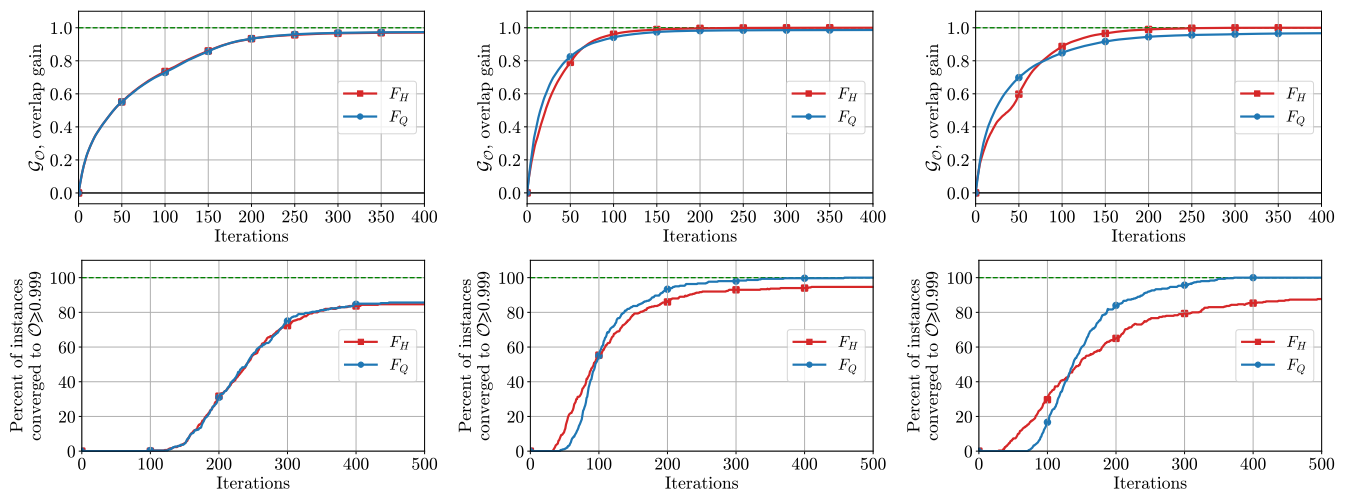 1.0
0.8
0.6
0.4
0.2
0.0
𝒢_𝒪, overlap gain
F_H
F_Q
0 50 100 150 200 250 300 350 400
Iterations
1.0
0.8
0.6
0.4
0.2
0.0
𝒢_𝒪, overlap gain
F_H
F_Q
0 50 100 150 200 250 300 350 400
Iterations
1.0
0.8
0.6
0.4
0.2
0.0
𝒢_𝒪, overlap gain
F_H
F_Q
0 50 100 150 200 250 300 350 400
Iterations
100
80
60
40
20
0
Percent of instances
converged to 𝒪⩾0.999
F_H
F_Q
0 100 200 300 400 500
Iterations
100
80
60
40
20
0
Percent of instances
converged to 𝒪⩾0.999
F_H
F_Q
0 100 200 300 400 500
Iterations
100
80
60
40
20
0
Percent of instances
converged to 𝒪⩾0.999
F_H
F_Q
0 100 200 300 400 500
Iterations